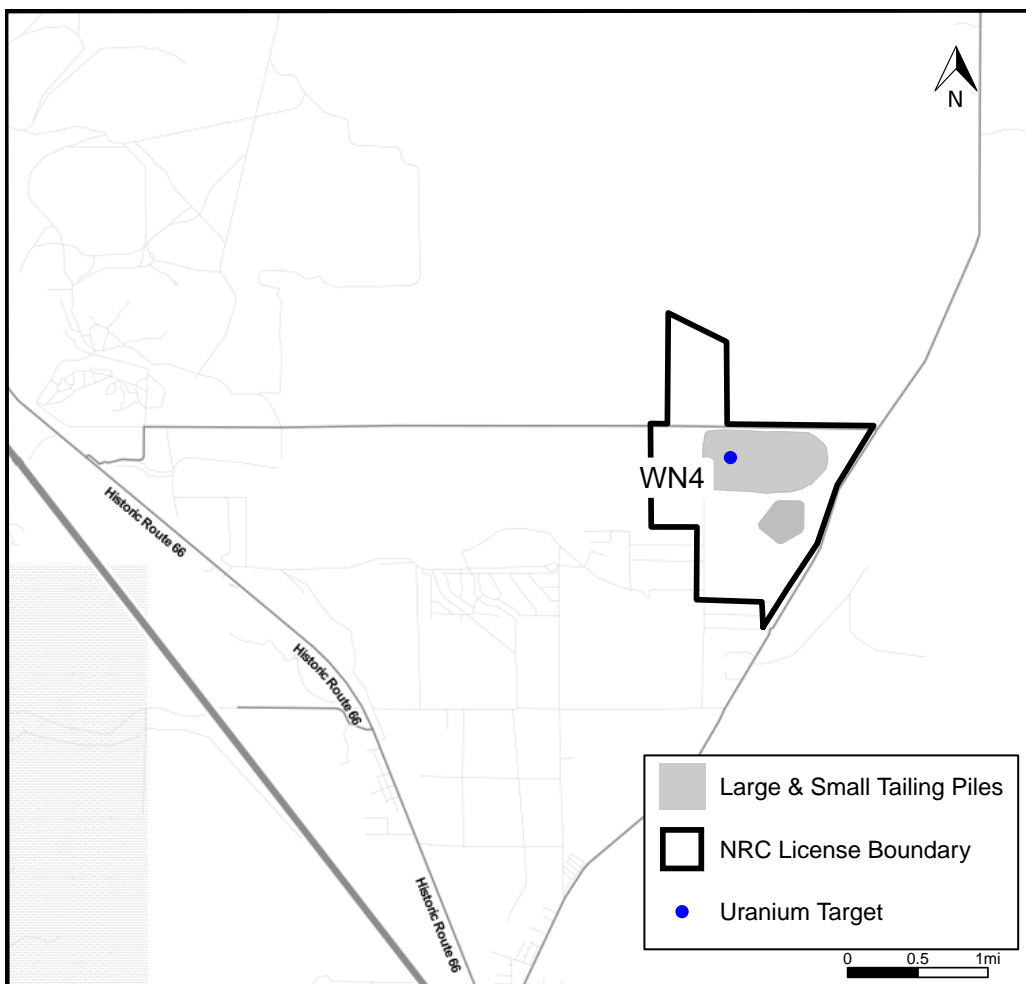 N
WN4
Historic Route 66
Historic Route 66
Historic Route 66
Large & Small Tailing Piles
NRC License Boundary
Uranium Target
0 0.5 1mi